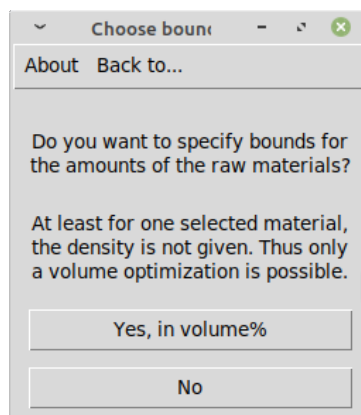 Choose boun
About Back to...
Do you want to specify bounds for
the amounts of the raw materials?
At least for one selected material,
the density is not given. Thus only
a volume optimization is possible.
Yes, in volume%
No